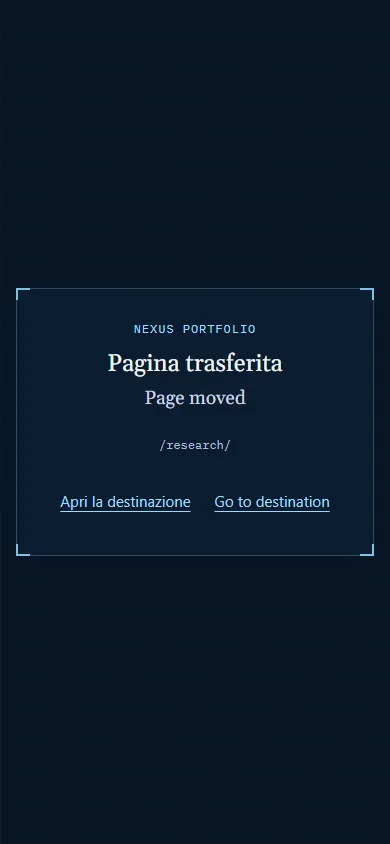 NEXUS PORTFOLIO
Pagina trasferita
Page moved
/research/
Apri la destinazione Go to destination